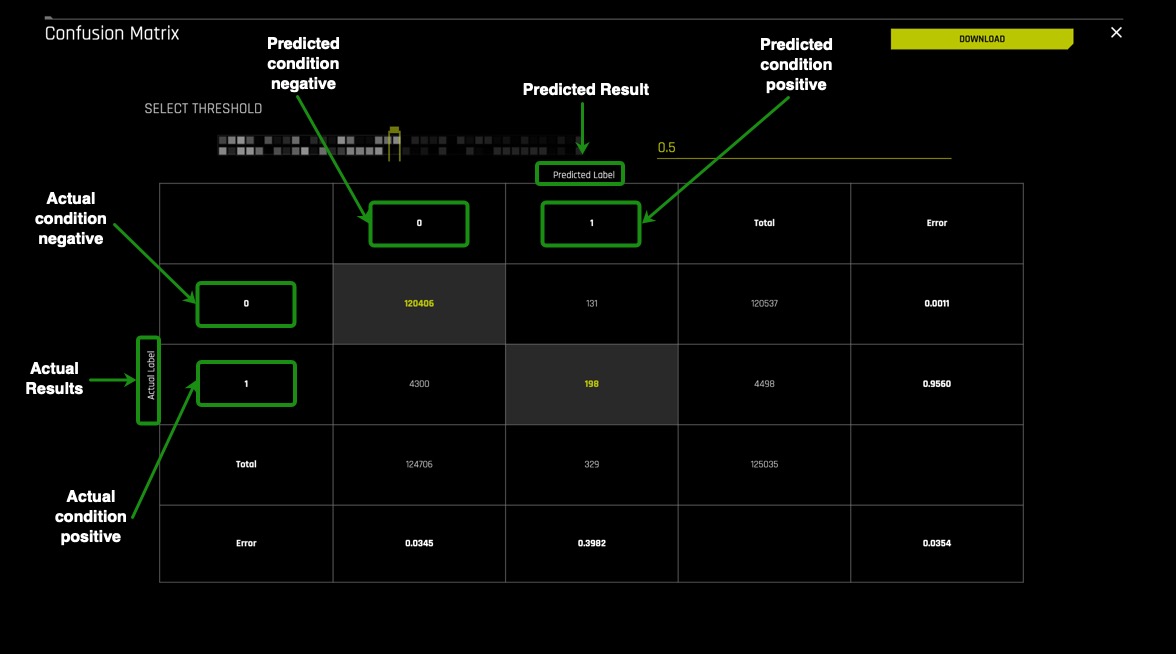 Confusion Matrix
DOWNLOAD
Predicted
condition
negative
Predicted
condition
positive
Predicted Result
SELECT THRESHOLD
0.5
Predicted Label
0 1 Total Error
Actual
condition
negative
0 120406 131 120537 0.0011
Actual
Results
Actual Label
1 4300 198 4498 0.9560
Total 124706 329 125035
Actual
condition
positive
Error 0.0345 0.3982 0.0354